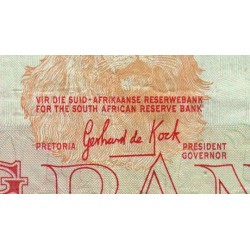 VIR DIE SUID-AFRIKAANSE RESERWEBANK
FOR THE SOUTH AFRICAN RESERVE BANK
Gerhard de Kock
PRETORIA PRESIDENT
GOVERNOR